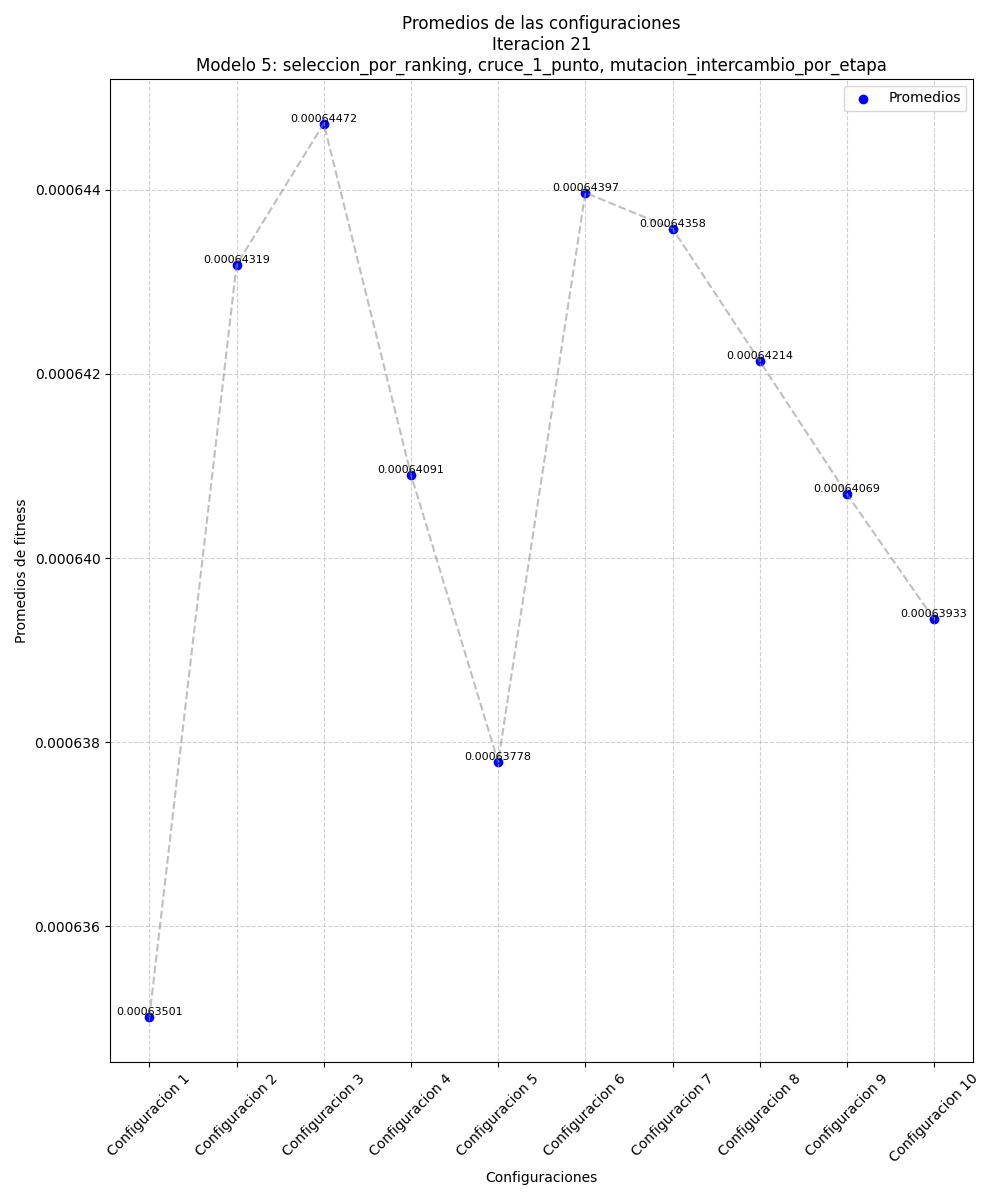 Promedios de las configuraciones
Iteracion 21
Modelo 5: seleccion_por_ranking, cruce_1_punto, mutacion_intercambio_por_etapa
Promedios
0.00064472
0.000644
0.00064397
0.00064358
0.00064319
0.00064214
0.000642
0.00064091
0.00064069
0.000640
0.00063933
0.000638
0.00063778
0.000636
0.00063501
Promedios de fitness
Configuracion 1
Configuracion 2
Configuracion 3
Configuracion 4
Configuracion 5
Configuracion 6
Configuracion 7
Configuracion 8
Configuracion 9
Configuracion 10
Configuraciones